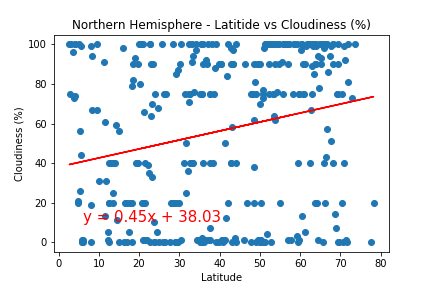 Northern Hemisphere - Latitide vs Cloudiness (%)
Cloudiness (%)
100
80
60
40
20
0
y = 0.45x + 38.03
0 10 20 30 40 50 60 70 80
Latitude